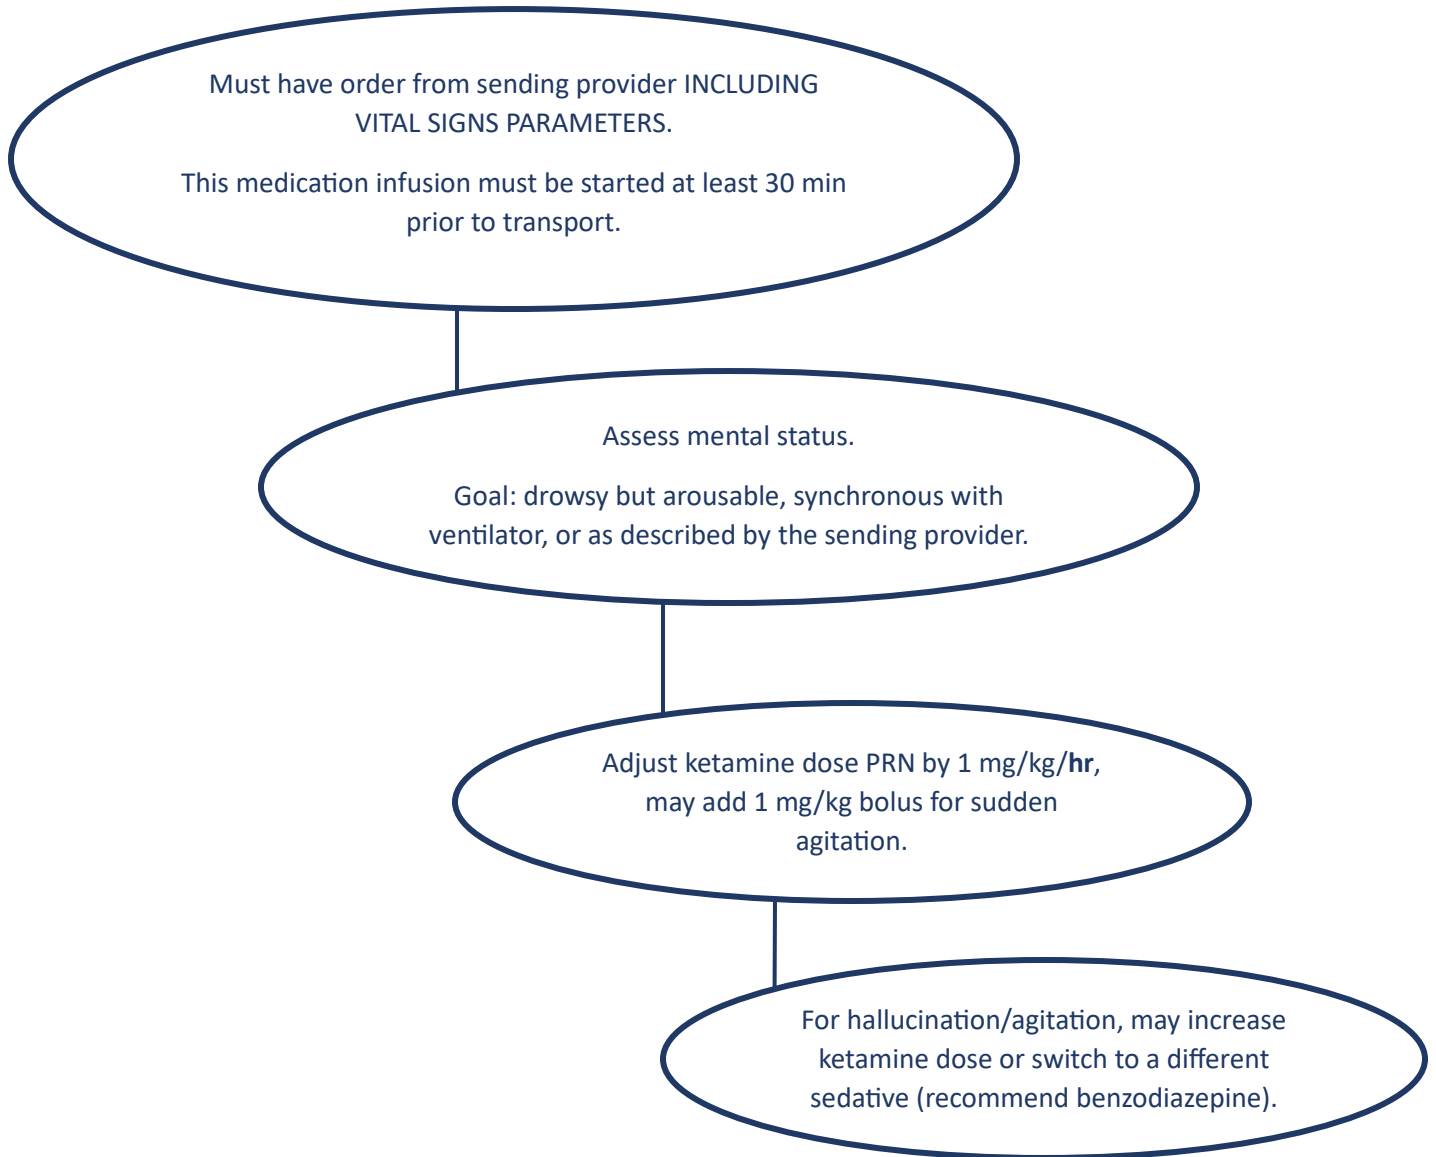 Must have order from sending provider INCLUDING
VITAL SIGNS PARAMETERS.
This medication infusion must be started at least 30 min
prior to transport.
Assess mental status.
Goal: drowsy but arousable, synchronous with
ventilator, or as described by the sending provider.
Adjust ketamine dose PRN by 1 mg/kg/hr,
may add 1 mg/kg bolus for sudden
agitation.
For hallucination/agitation, may increase
ketamine dose or switch to a different
sedative (recommend benzodiazepine).